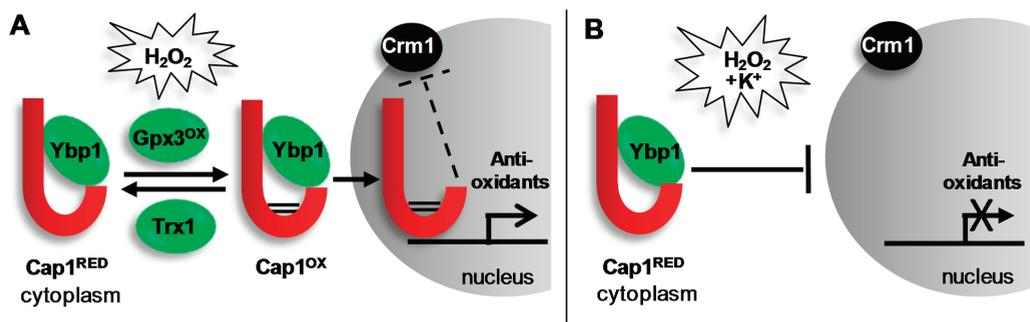 A
H₂O₂
Crm1
Ybp1
Gpx3ᴼˣ
Ybp1
Anti-
oxidants
Trx1
Cap1ᴿᴱᴰ
Cap1ᴼˣ
cytoplasm
nucleus
B
H₂O₂
+K⁺
Crm1
Ybp1
Anti-
oxidants
Cap1ᴿᴱᴰ
cytoplasm
nucleus